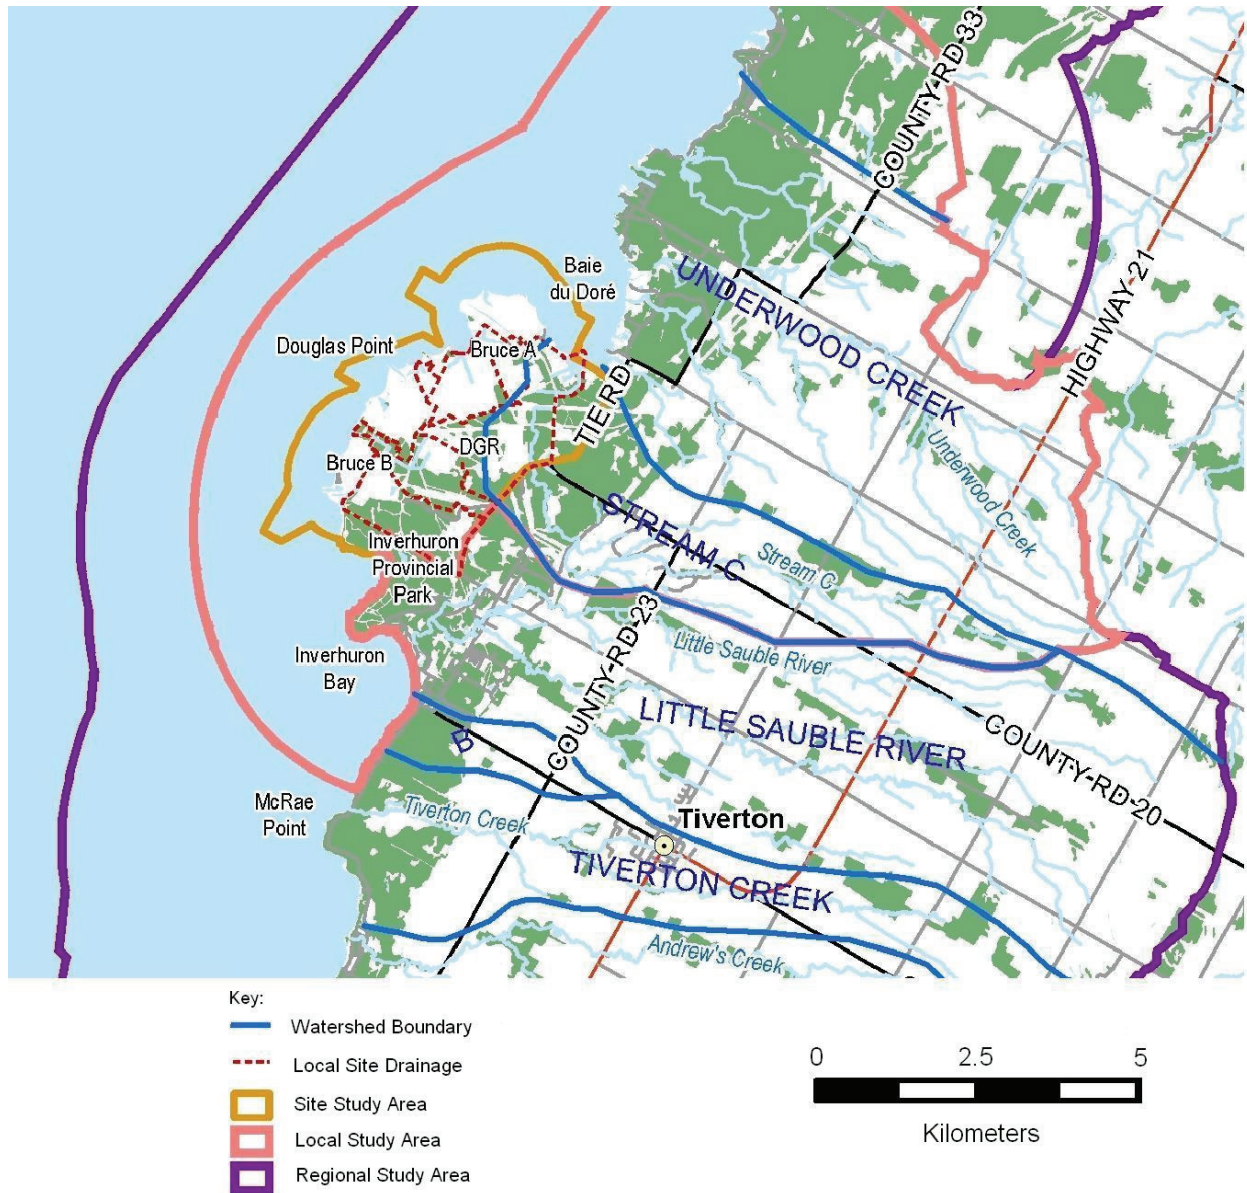 COUNTY-RD-33
Baie
du Doré
UNDERWOOD CREEK
HIGHWAY-21
Douglas Point
Bruce A
TIE RD
DGR
Bruce B
Underwood Creek
STREAM C
Stream C
Inverhuron
Provincial
Park
COUNTY-RD-23
Little Sauble River
Inverhuron
Bay
LITTLE SAUBLE RIVER
COUNTY-RD-20
B
McRae
Point
Tiverton Creek
Tiverton
TIVERTON CREEK
Andrew's Creek
Key:
Watershed Boundary
Local Site Drainage
Site Study Area
Local Study Area
Regional Study Area
0 2.5 5
Kilometers